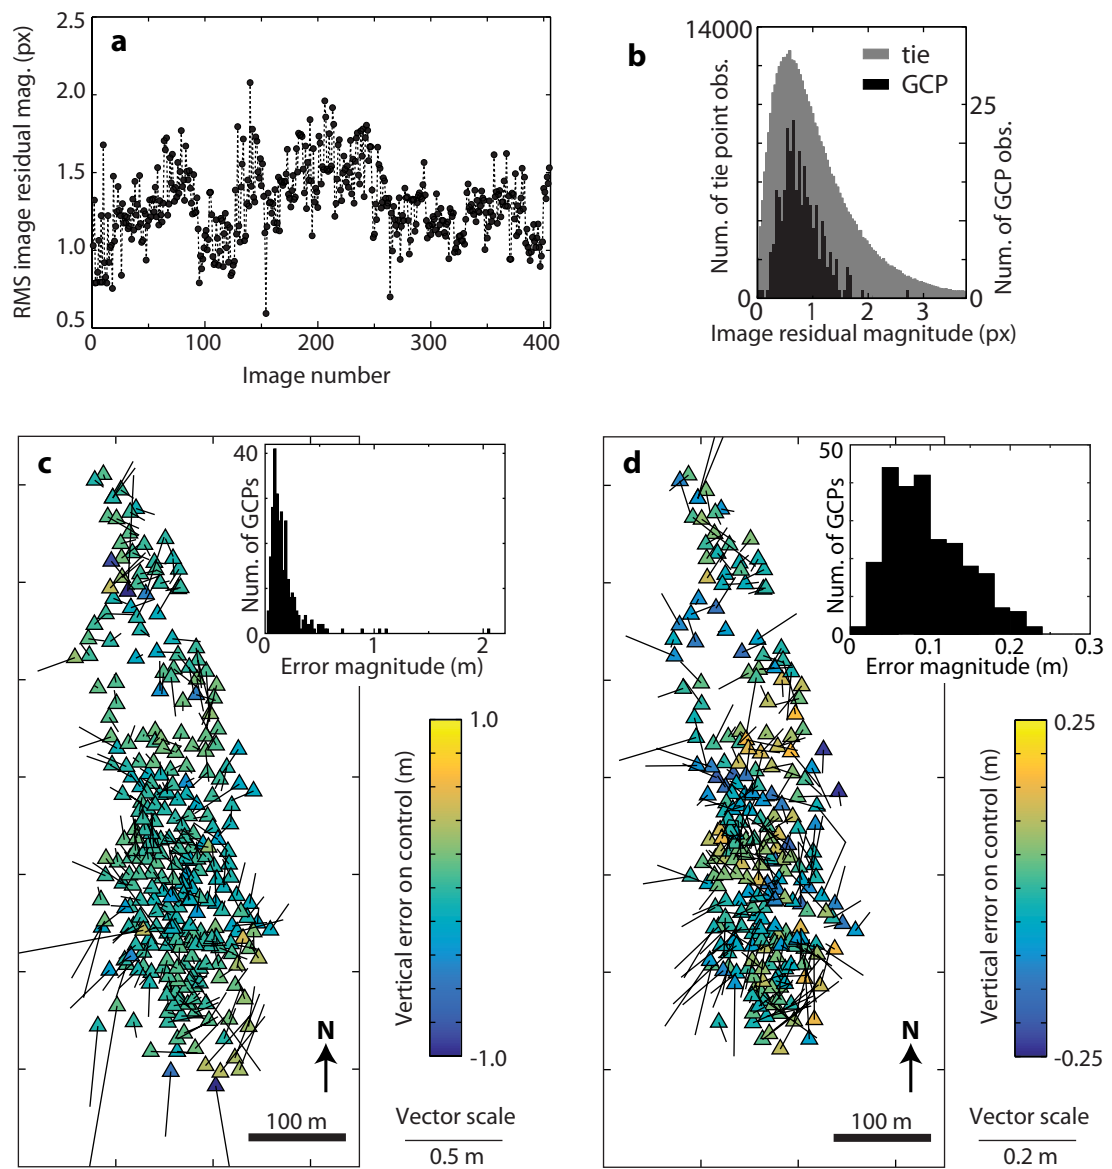 a
RMS image residual mag. (px)
2.5
2.0
1.5
1.0
0.5
0
100
200
300
400
Image number
b
Num. of tie point obs.
14000
0
tie
GCP
25
0
Num. of GCP obs.
0
1
2
3
Image residual magnitude (px)
c
Num. of GCPs
40
0
0
1
2
Error magnitude (m)
Vertical error on control (m)
1.0
-1.0
N
100 m
Vector scale
0.5 m
d
Num. of GCPs
50
0
0
0.1
0.2
0.3
Error magnitude (m)
Vertical error on control (m)
0.25
-0.25
N
100 m
Vector scale
0.2 m